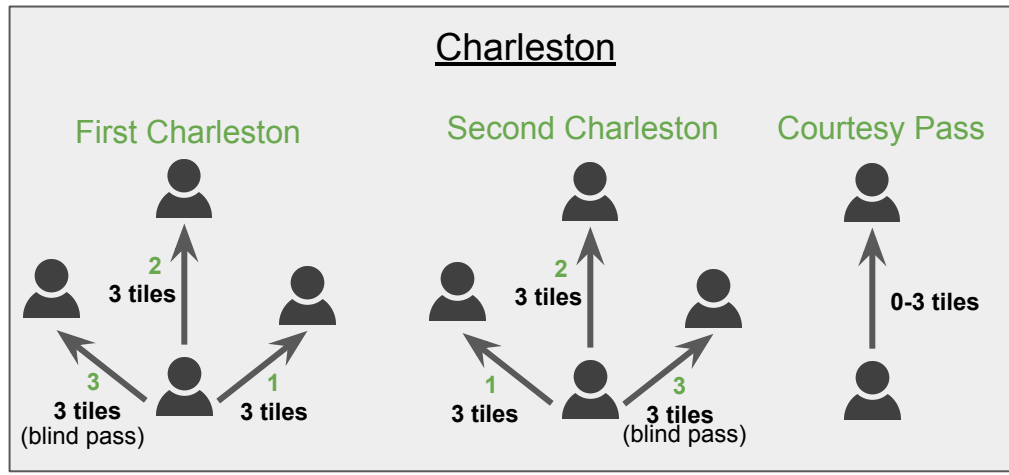 Charleston
First Charleston
2
3 tiles
3
3 tiles
(blind pass)
1
3 tiles
Second Charleston
2
3 tiles
1
3 tiles
3
3 tiles
(blind pass)
Courtesy Pass
0-3 tiles